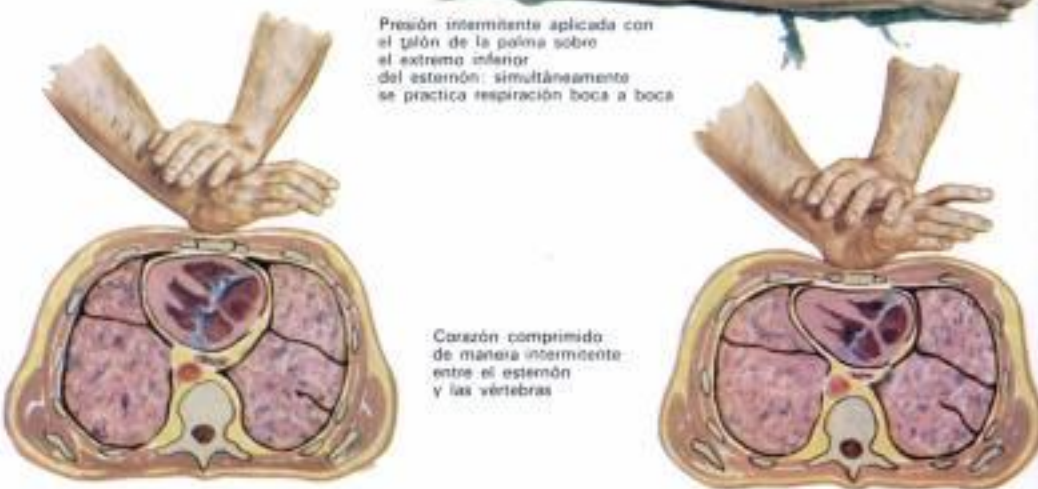 Presión intermitente aplicada con
el talón de la palma sobre
el extremo inferior
del esternón: simultáneamente
se practica respiración boca a boca
Corazón comprimido
de manera intermitente
entre el esternón
y las vértebras